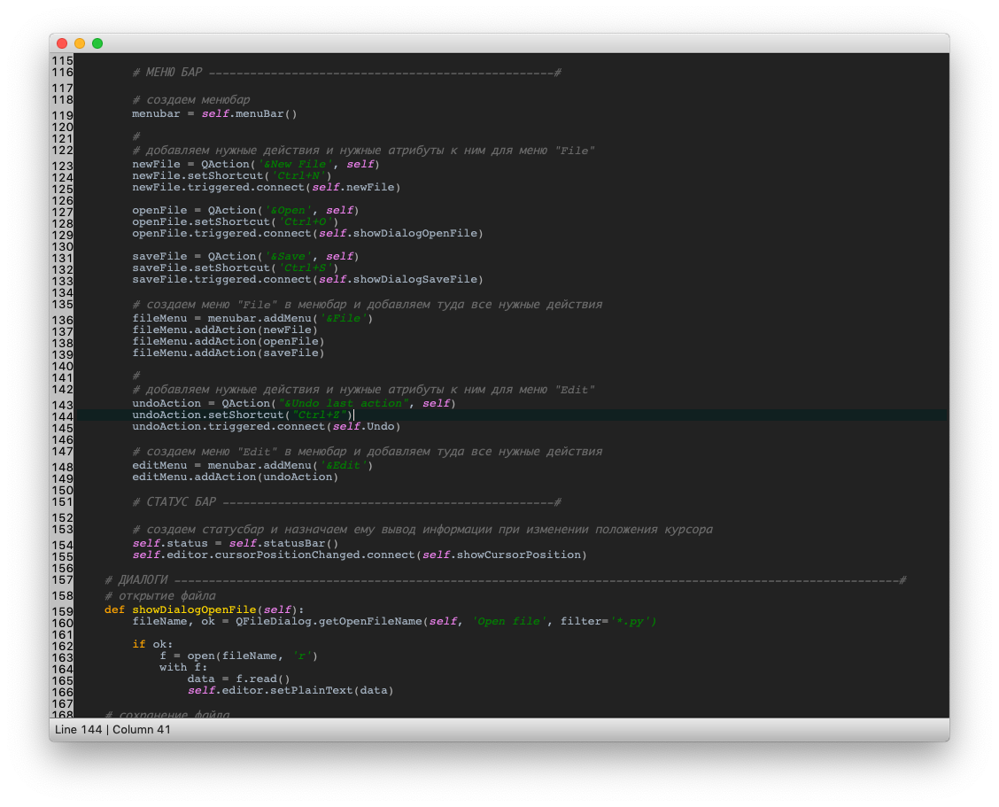 115
116 # МЕНЮ БАР --------------------------------------------------#
117
118 # создаем менюбар
119 menubar = self.menuBar()
120
121 #
122 # добавляем нужные действия и нужные атрибуты к ним для меню "File"
123 newFile = QAction('&New File', self)
124 newFile.setShortcut('Ctrl+N')
125 newFile.triggered.connect(self.newFile)
126
127 openFile = QAction('&Open', self)
128 openFile.setShortcut('Ctrl+O')
129 openFile.triggered.connect(self.showDialogOpenFile)
130
131 saveFile = QAction('&Save', self)
132 saveFile.setShortcut('Ctrl+S')
133 saveFile.triggered.connect(self.showDialogSaveFile)
134
135 # создаем меню "File" в менюбар и добавляем туда все нужные действия
136 fileMenu = menubar.addMenu('&File')
137 fileMenu.addAction(newFile)
138 fileMenu.addAction(openFile)
139 fileMenu.addAction(saveFile)
140
141 #
142 # добавляем нужные действия и нужные атрибуты к ним для меню "Edit"
143 undoAction = QAction("&Undo last action", self)
144 undoAction.setShortcut("Ctrl+Z")
145 undoAction.triggered.connect(self.Undo)
146
147 # создаем меню "Edit" в менюбар и добавляем туда все нужные действия
148 editMenu = menubar.addMenu('&Edit')
149 editMenu.addAction(undoAction)
150
151 # СТАТУС БАР ------------------------------------------------#
152
153 # создаем статусбар и назначаем ему вывод информации при изменении положения курсора
154 self.status = self.statusBar()
155 self.editor.cursorPositionChanged.connect(self.showCursorPosition)
156
157 # ДИАЛОГИ ---------------------------------------------------------------------------------------------------------#
158 # открытие файла
159 def showDialogOpenFile(self):
160 fileName, ok = QFileDialog.getOpenFileName(self, 'Open file', filter='*.py')
161
162 if ok:
163 f = open(fileName, 'r')
164 with f:
165 data = f.read()
166 self.editor.setPlainText(data)
167
168 # сохранение файла
Line 144 | Column 41